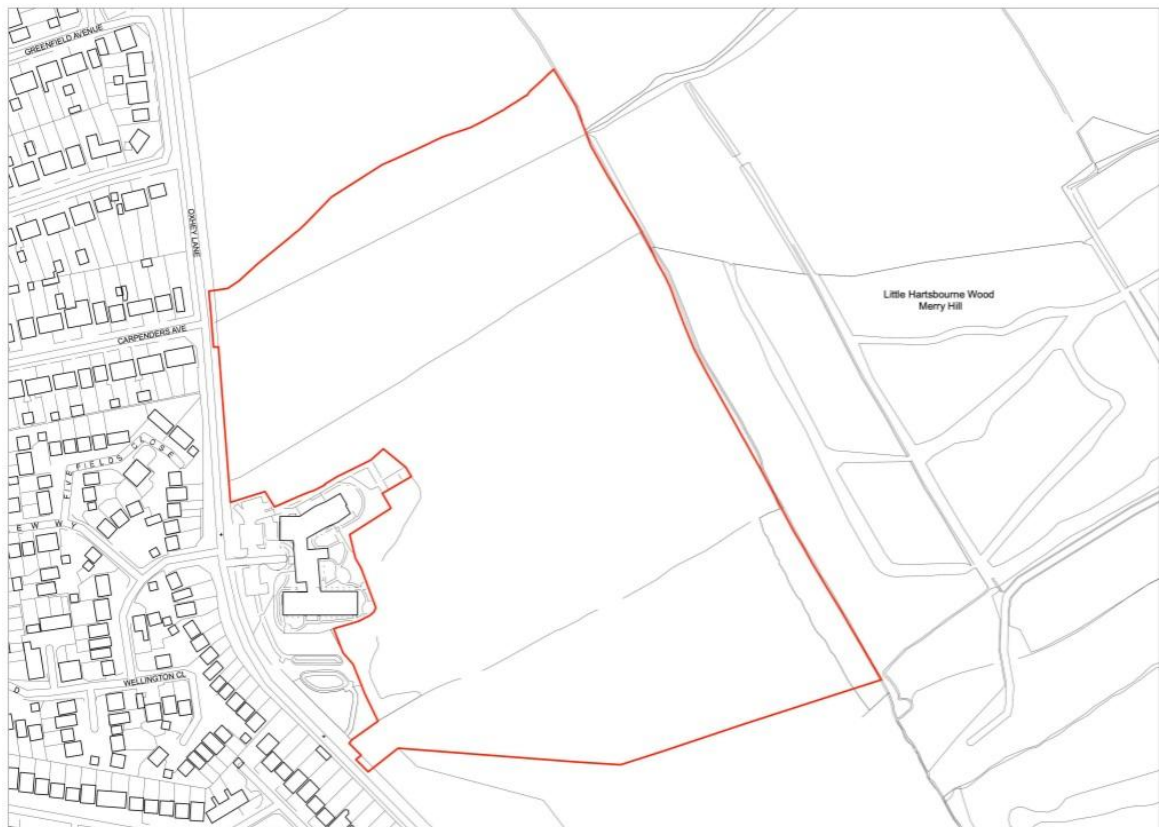 GREENFIELD AVENUE
OXHEY LANE
Little Hartsbourne Wood
Merry Hill
CARPENDERS AVE
FIVE FIELDS CLOSE
E W W Y
WELLINGTON CL
D